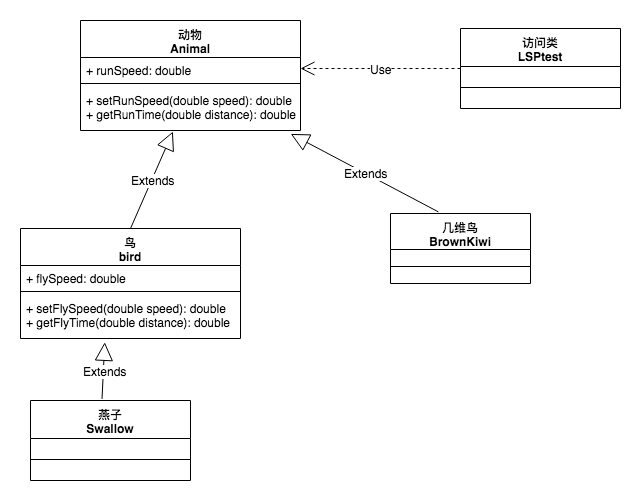 动物
Animal
+ runSpeed: double
+ setRunSpeed(double speed): double
+ getRunTime(double distance): double
访问类
LSPtest
Use
Extends
Extends
鸟
bird
+ flySpeed: double
+ setFlySpeed(double speed): double
+ getFlyTime(double distance): double
几维鸟
BrownKiwi
Extends
燕子
Swallow